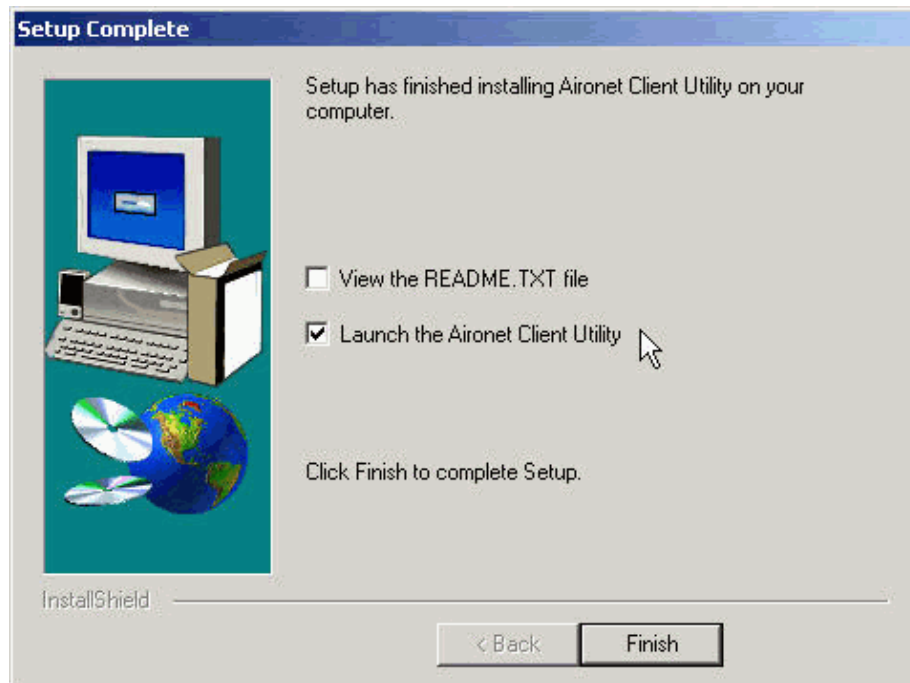 Setup Complete
Setup has finished installing Aironet Client Utility on your
computer.
View the README.TXT file
Launch the Aironet Client Utility
Click Finish to complete Setup.
InstallShield
< Back
Finish